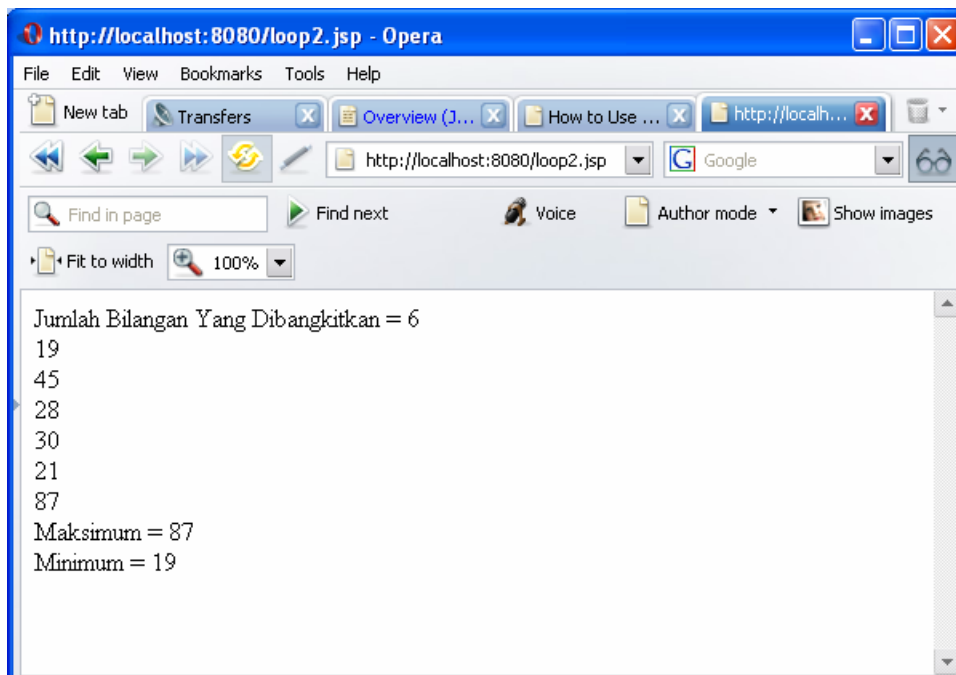 http://localhost:8080/loop2.jsp - Opera
File Edit View Bookmarks Tools Help
New tab Transfers Overview (J... How to Use ... http://localh...
http://localhost:8080/loop2.jsp G Google
Find in page Find next Voice Author mode Show images
Fit to width 100%
Jumlah Bilangan Yang Dibangkitkan = 6
19
45
28
30
21
87
Maksimum = 87
Minimum = 19